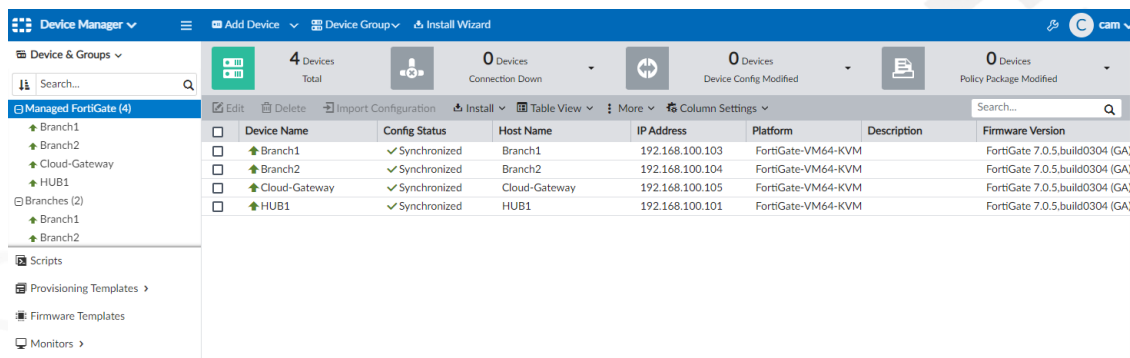 Device Manager Add Device Device Group Install Wizard C cam
Device & Groups
Search...
4 Devices
Total
0 Devices
Connection Down
0 Devices
Device Config Modified
0 Devices
Policy Package Modified
Managed FortiGate (4)
Branch1
Branch2
Cloud-Gateway
HUB1
Branches (2)
Branch1
Branch2
Scripts
Provisioning Templates
Firmware Templates
Monitors
Edit Delete Import Configuration Install Table View More Column Settings Search...
Device Name Config Status Host Name IP Address Platform Description Firmware Version
Branch1 Synchronized Branch1 192.168.100.103 FortiGate-VM64-KVM FortiGate 7.0.5,build0304 (GA)
Branch2 Synchronized Branch2 192.168.100.104 FortiGate-VM64-KVM FortiGate 7.0.5,build0304 (GA)
Cloud-Gateway Synchronized Cloud-Gateway 192.168.100.105 FortiGate-VM64-KVM FortiGate 7.0.5,build0304 (GA)
HUB1 Synchronized HUB1 192.168.100.101 FortiGate-VM64-KVM FortiGate 7.0.5,build0304 (GA)